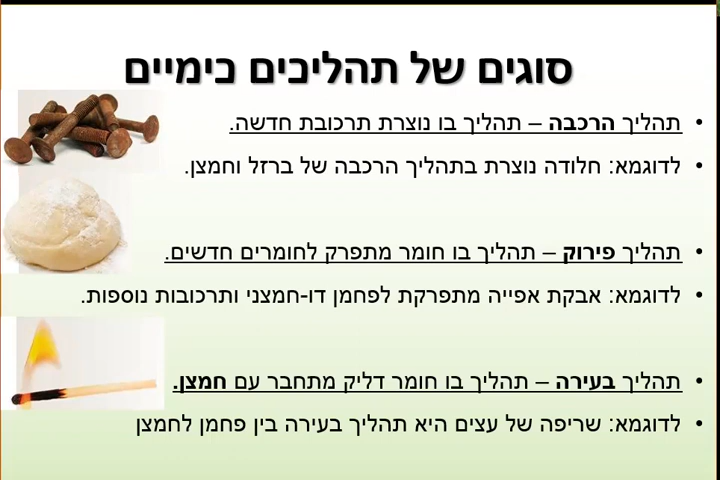 סוגים של תהליכים כימיים
• תהליך הרכבה – תהליך בו נוצרת תרכובת חדשה.
• לדוגמא: חלודה נוצרת בתהליך הרכבה של ברזל וחמצן.
• תהליך פירוק – תהליך בו חומר מתפרק לחומרים חדשים.
• לדוגמא: אבקת אפייה מתפרקת לפחמן דו-חמצני ותרכובות נוספות.
• תהליך בעירה – תהליך בו חומר דליק מתחבר עם חמצן.
• לדוגמא: שריפה של עצים היא תהליך בעירה בין פחמן לחמצן